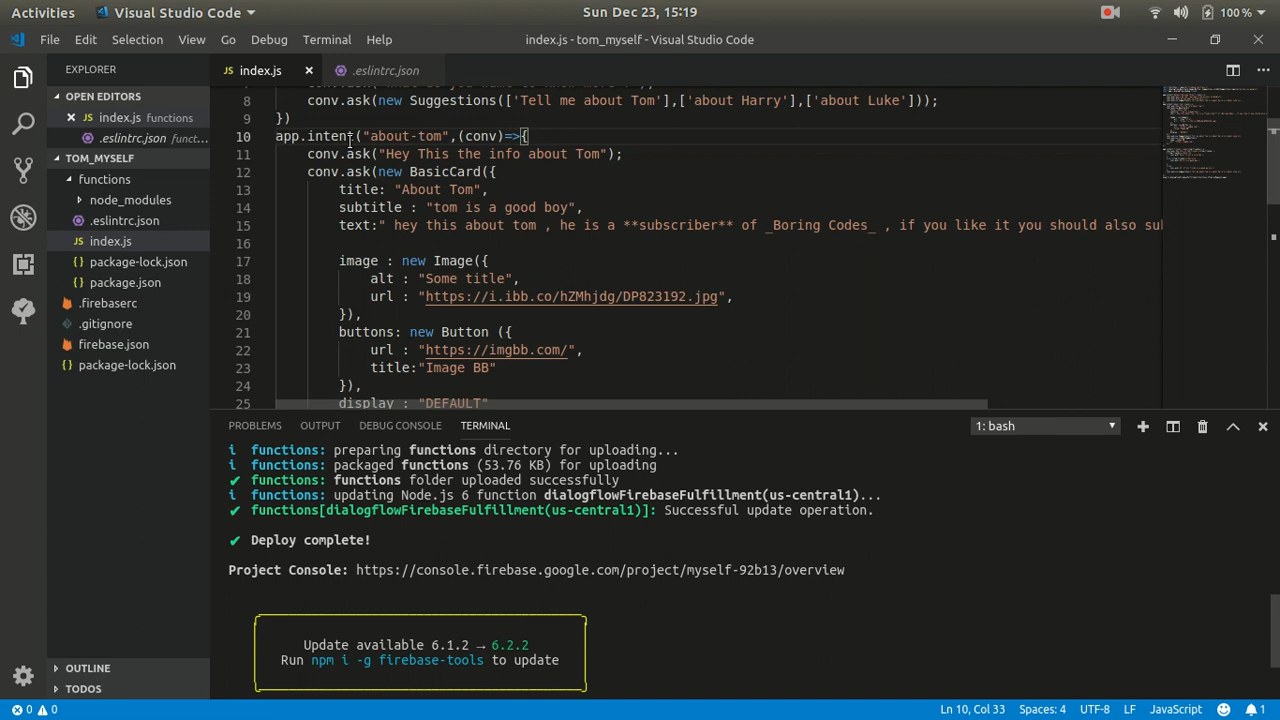 Activities Visual Studio Code Sun Dec 23, 15:19 100 %
File Edit Selection View Go Debug Terminal Help index.js - tom_myself - Visual Studio Code
EXPLORER
OPEN EDITORS
index.js functions
.eslintrc.json funct...
TOM_MYSELF
functions
node_modules
.eslintrc.json
index.js
package-lock.json
package.json
.firebaserc
.gitignore
firebase.json
package-lock.json
OUTLINE
TODOS
JS index.js .eslintrc.json
8 conv.ask(new Suggestions(['Tell me about Tom'],['about Harry'],['about Luke']));
9 })
10 app.intent("about-tom",(conv)=>{
11 conv.ask("Hey This the info about Tom");
12 conv.ask(new BasicCard({
13 title: "About Tom",
14 subtitle : "tom is a good boy",
15 text:" hey this about tom , he is a **subscriber** of _Boring Codes_ , if you like it you should also sub
16
17 image : new Image({
18 alt : "Some title",
19 url : "https://i.ibb.co/hZMhjdg/DP823192.jpg",
20 }),
21 buttons: new Button ({
22 url : "https://imgbb.com/",
23 title:"Image BB"
24 }),
25 display : "DEFAULT"
PROBLEMS OUTPUT DEBUG CONSOLE TERMINAL 1: bash
i functions: preparing functions directory for uploading...
i functions: packaged functions (53.76 KB) for uploading
✔ functions: functions folder uploaded successfully
i functions: updating Node.js 6 function dialogflowFirebaseFulfillment(us-central1)...
✔ functions[dialogflowFirebaseFulfillment(us-central1)]: Successful update operation.
✔ Deploy complete!
Project Console: https://console.firebase.google.com/project/myself-92b13/overview
Update available 6.1.2 → 6.2.2
Run npm i -g firebase-tools to update
0 0 Ln 10, Col 33 Spaces: 4 UTF-8 LF JavaScript 1